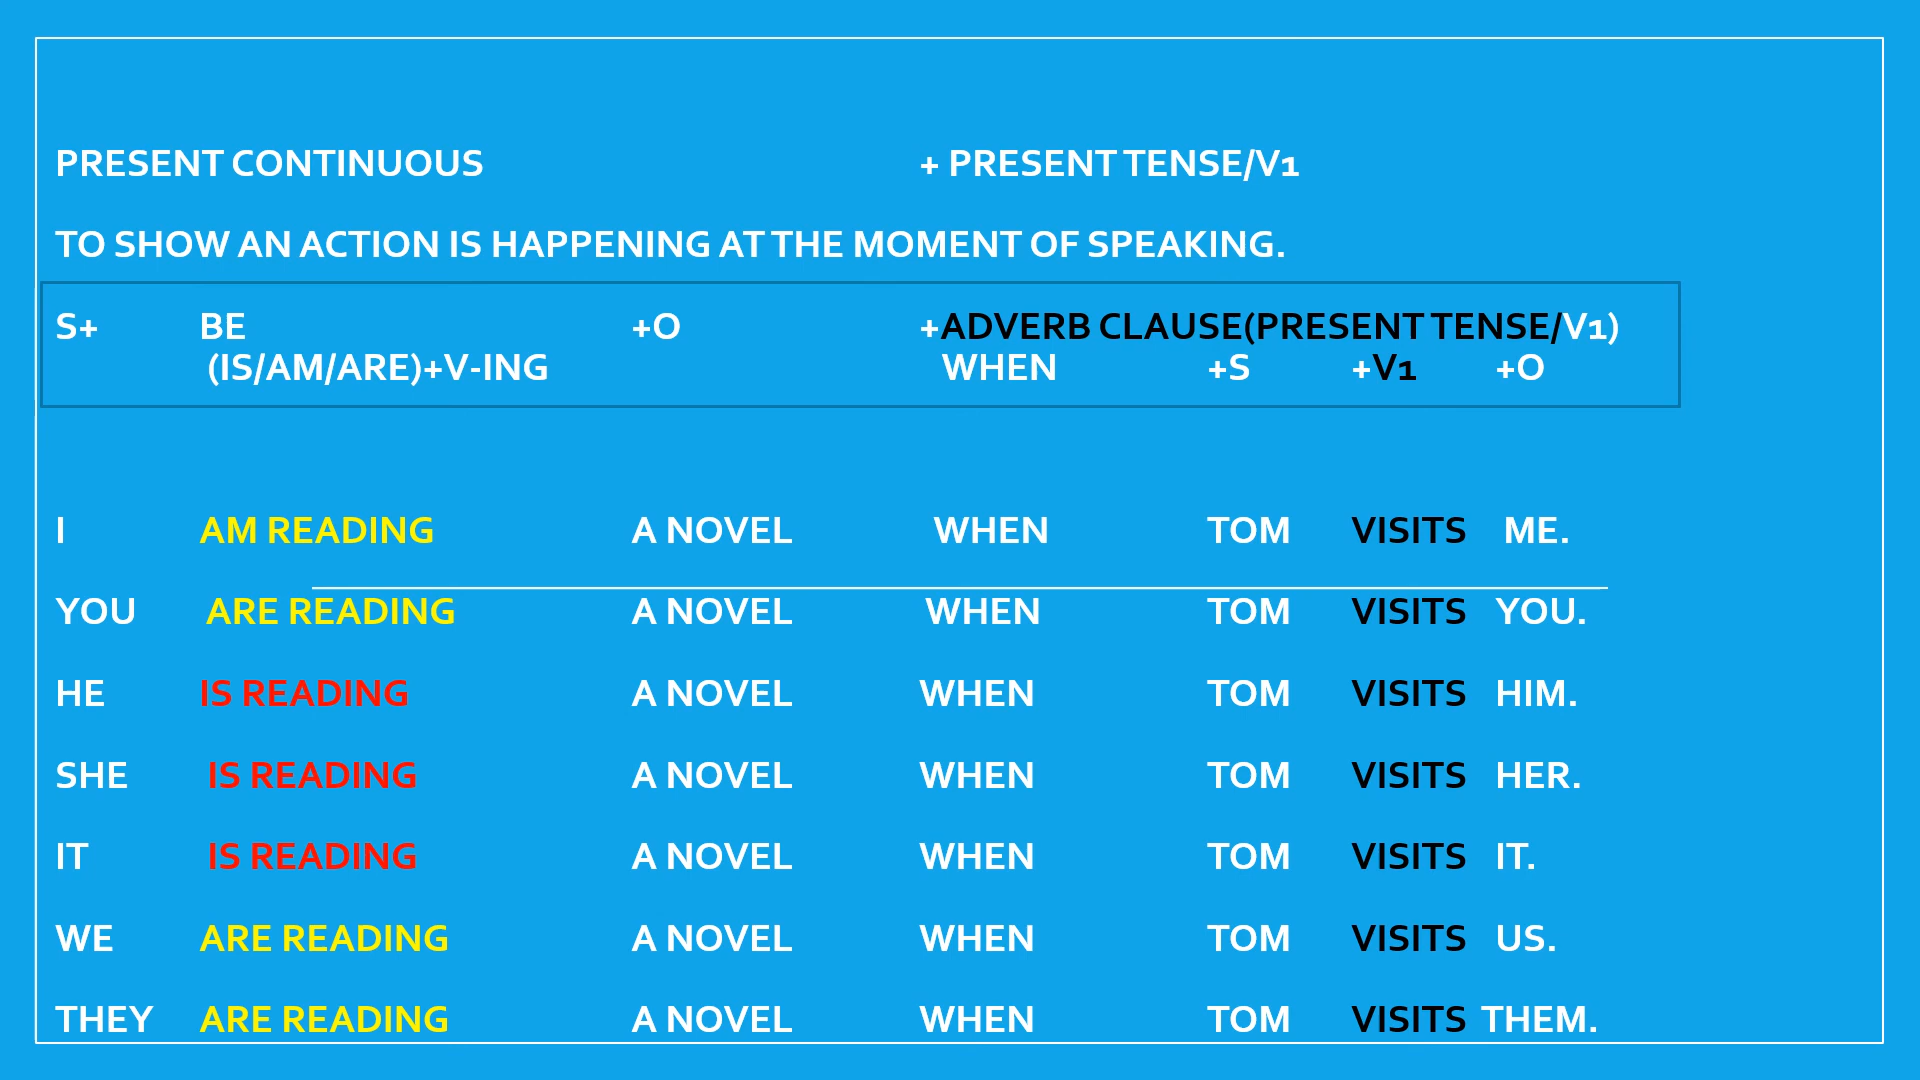 PRESENT CONTINUOUS + PRESENT TENSE/V1
TO SHOW AN ACTION IS HAPPENING AT THE MOMENT OF SPEAKING.
S+ BE +O +ADVERB CLAUSE(PRESENT TENSE/V1)
(IS/AM/ARE)+V-ING WHEN +S +V1 +O
I AM READING A NOVEL WHEN TOM VISITS ME.
YOU ARE READING A NOVEL WHEN TOM VISITS YOU.
HE IS READING A NOVEL WHEN TOM VISITS HIM.
SHE IS READING A NOVEL WHEN TOM VISITS HER.
IT IS READING A NOVEL WHEN TOM VISITS IT.
WE ARE READING A NOVEL WHEN TOM VISITS US.
THEY ARE READING A NOVEL WHEN TOM VISITS THEM.